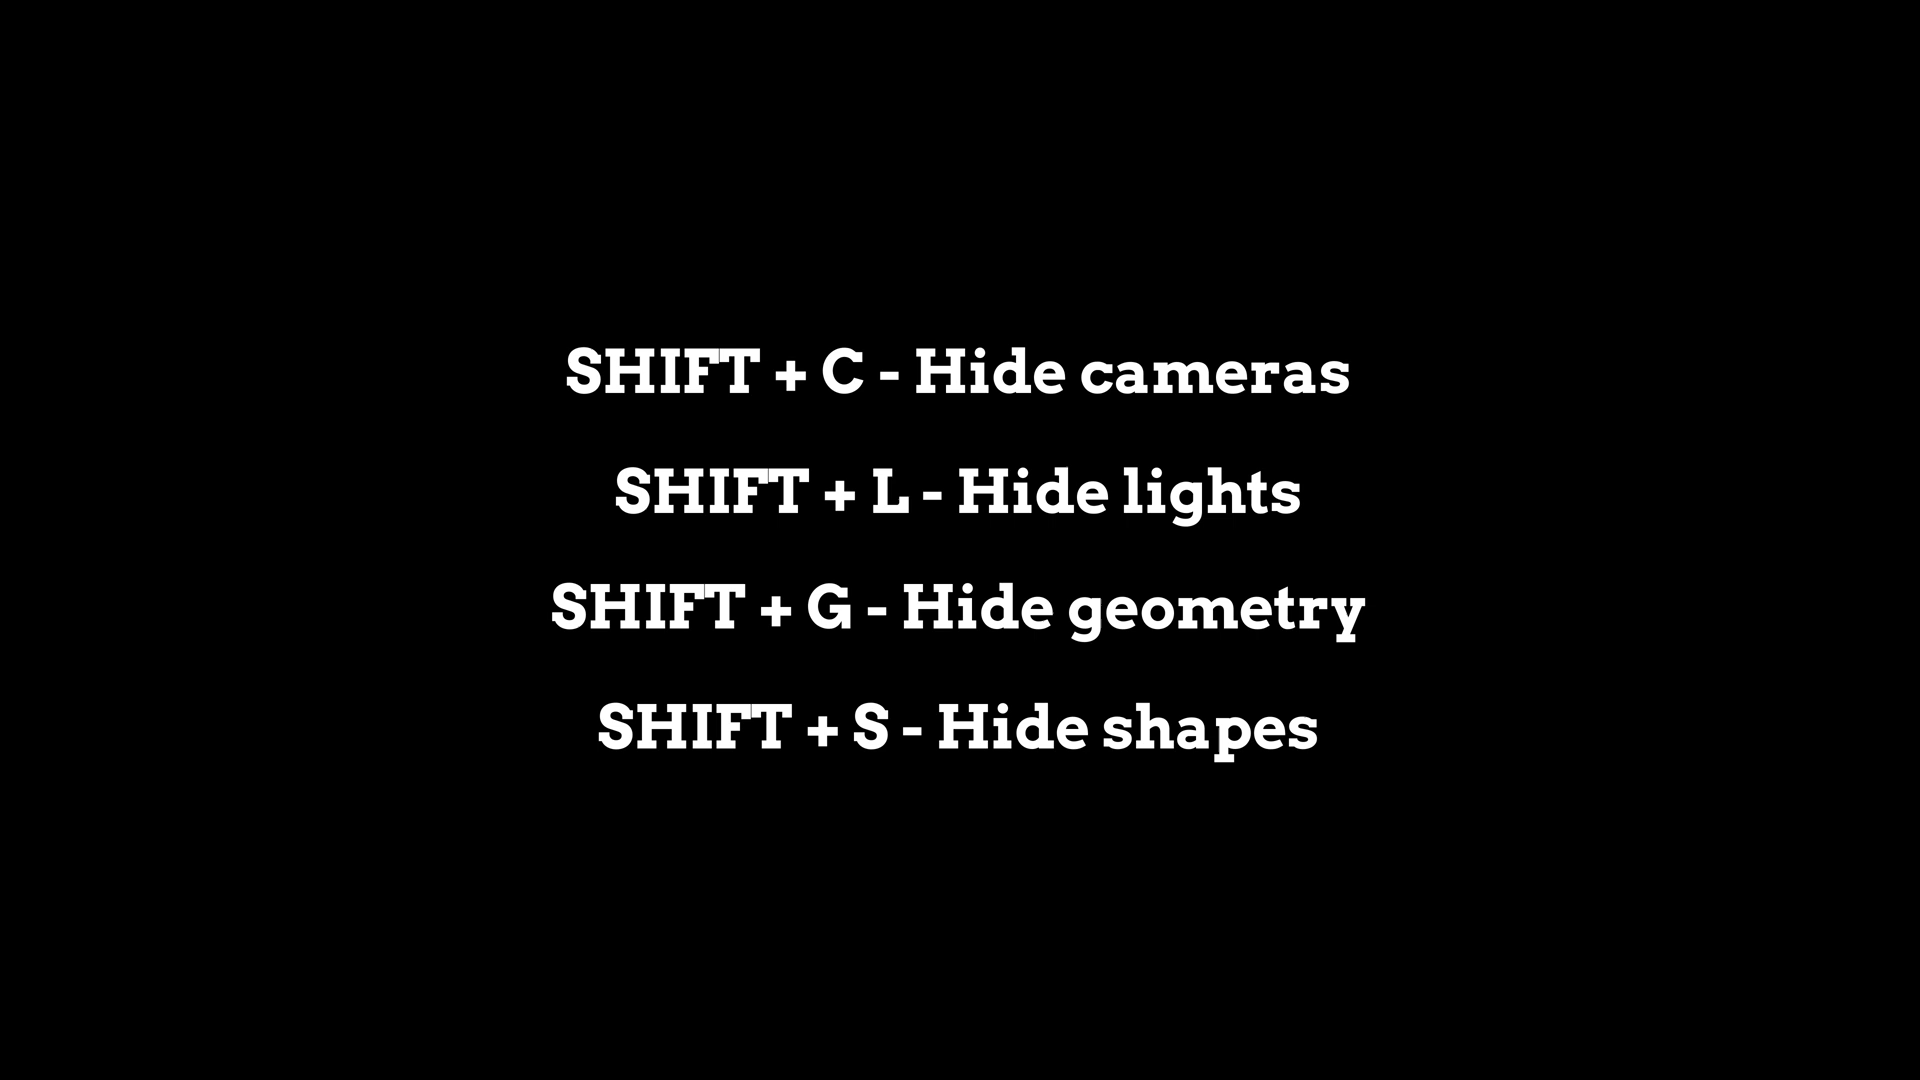 SHIFT + C - Hide cameras
SHIFT + L - Hide lights
SHIFT + G - Hide geometry
SHIFT + S - Hide shapes